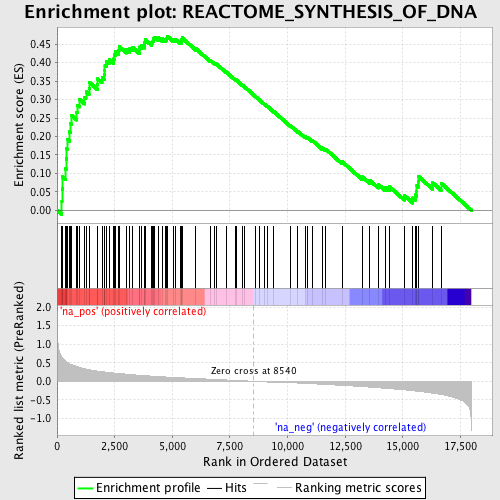 Enrichment plot: REACTOME_SYNTHESIS_OF_DNA
Enrichment score (ES)
0.45
0.40
0.35
0.30
0.25
0.20
0.15
0.10
0.05
0.00
'na_pos' (positively correlated)
Ranked list metric (PreRanked)
2.0
1.5
1.0
0.5
0.0
-0.5
-1.0
Zero cross at 8540
'na_neg' (negatively correlated)
0
2,500
5,000
7,500
10,000
12,500
15,000
17,500
Rank in Ordered Dataset
Enrichment profile
Hits
Ranking metric scores